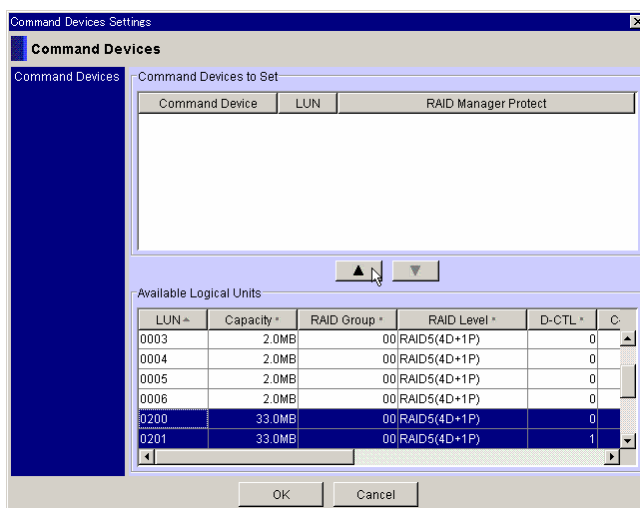 Command Devices Settings
Command Devices
Command Devices
Command Devices to Set
Command Device LUN RAID Manager Protect
Available Logical Units
LUN Capacity RAID Group RAID Level D-CTL C-
0003 2.0MB 00 RAID5(4D+1P) 0
0004 2.0MB 00 RAID5(4D+1P) 0
0005 2.0MB 00 RAID5(4D+1P) 0
0006 2.0MB 00 RAID5(4D+1P) 0
0200 33.0MB 00 RAID5(4D+1P) 0
0201 33.0MB 00 RAID5(4D+1P) 1
OK Cancel